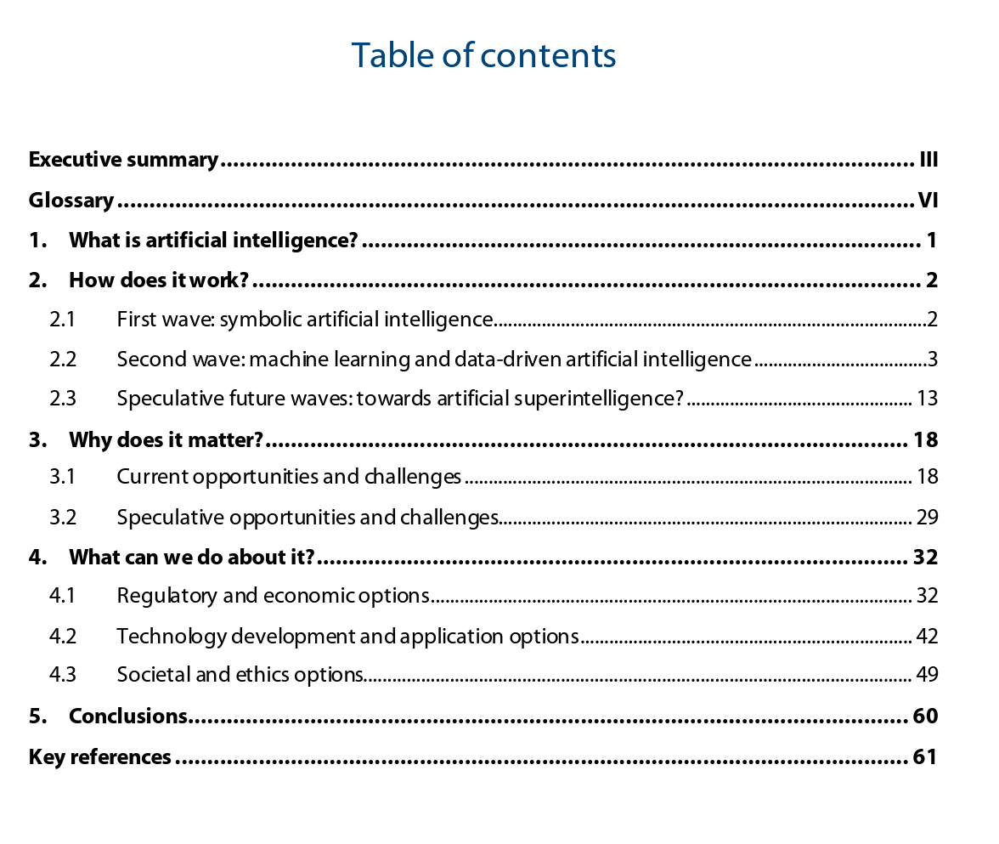 Table of contents
Executive summary ........ III
Glossary ........ VI
1. What is artificial intelligence? ........ 1
2. How does it work? ........ 2
2.1 First wave: symbolic artificial intelligence ........ 2
2.2 Second wave: machine learning and data-driven artificial intelligence ........ 3
2.3 Speculative future waves: towards artificial superintelligence? ........ 13
3. Why does it matter? ........ 18
3.1 Current opportunities and challenges ........ 18
3.2 Speculative opportunities and challenges ........ 29
4. What can we do about it? ........ 32
4.1 Regulatory and economic options ........ 32
4.2 Technology development and application options ........ 42
4.3 Societal and ethics options ........ 49
5. Conclusions ........ 60
Key references ........ 61